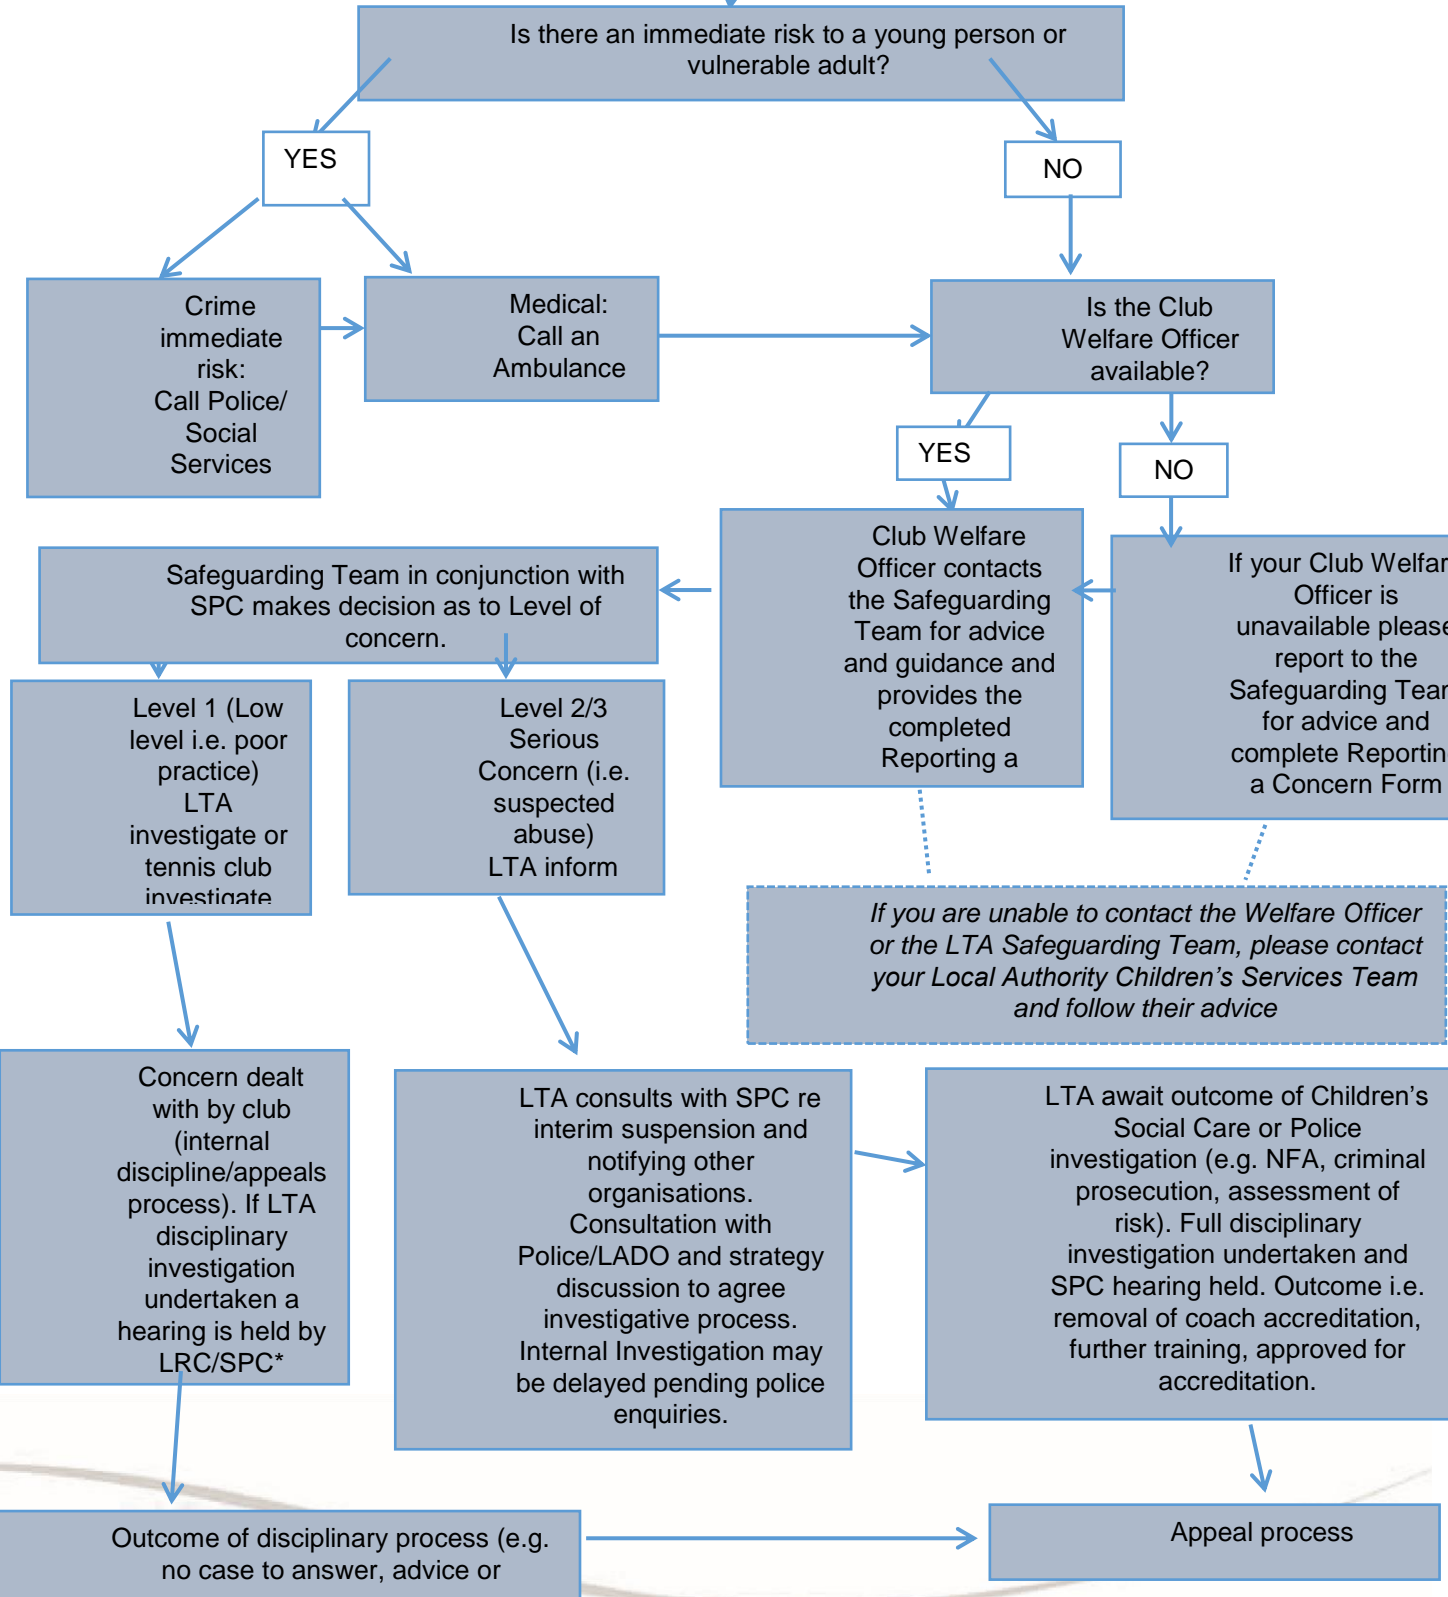 Is there an immediate risk to a young person or
vulnerable adult?
YES
NO
Crime
immediate
risk:
Call Police/
Social
Services
Medical:
Call an
Ambulance
Is the Club
Welfare Officer
available?
YES
NO
Club Welfare
Officer contacts
the Safeguarding
Team for advice
and guidance and
provides the
completed
Reporting a
If your Club
Officer is
unavailable
report to the
Safeguarding
for advice and
complete
a Concern Form
Safeguarding Team in conjunction with
SPC makes decision as to Level of
concern.
Level 1 (Low
level i.e. poor
practice)
LTA
investigate or
tennis club
investigate
Level 2/3
Serious
Concern (i.e.
suspected
abuse)
LTA inform
If you are unable to contact the Welfare Officer
or the LTA Safeguarding Team, please contact
your Local Authority Children's Services Team
and follow their advice
Concern dealt
with by club
(internal
discipline/appeals
process). If LTA
disciplinary
investigation
undertaken a
hearing is held by
LRC/SPC*
LTA consults with SPC re
interim suspension and
notifying other
organisations.
Consultation with
Police/LADO and strategy
discussion to agree
investigative process.
Internal Investigation may
be delayed pending police
enquiries.
LTA await outcome of Children's
Social Care or Police
investigation (e.g. NFA, criminal
prosecution, assessment of
risk). Full disciplinary
investigation undertaken and
SPC hearing held. Outcome i.e.
removal of coach accreditation,
further training, approved for
accreditation.
Outcome of disciplinary process (e.g.
no case to answer, advice or
Appeal process